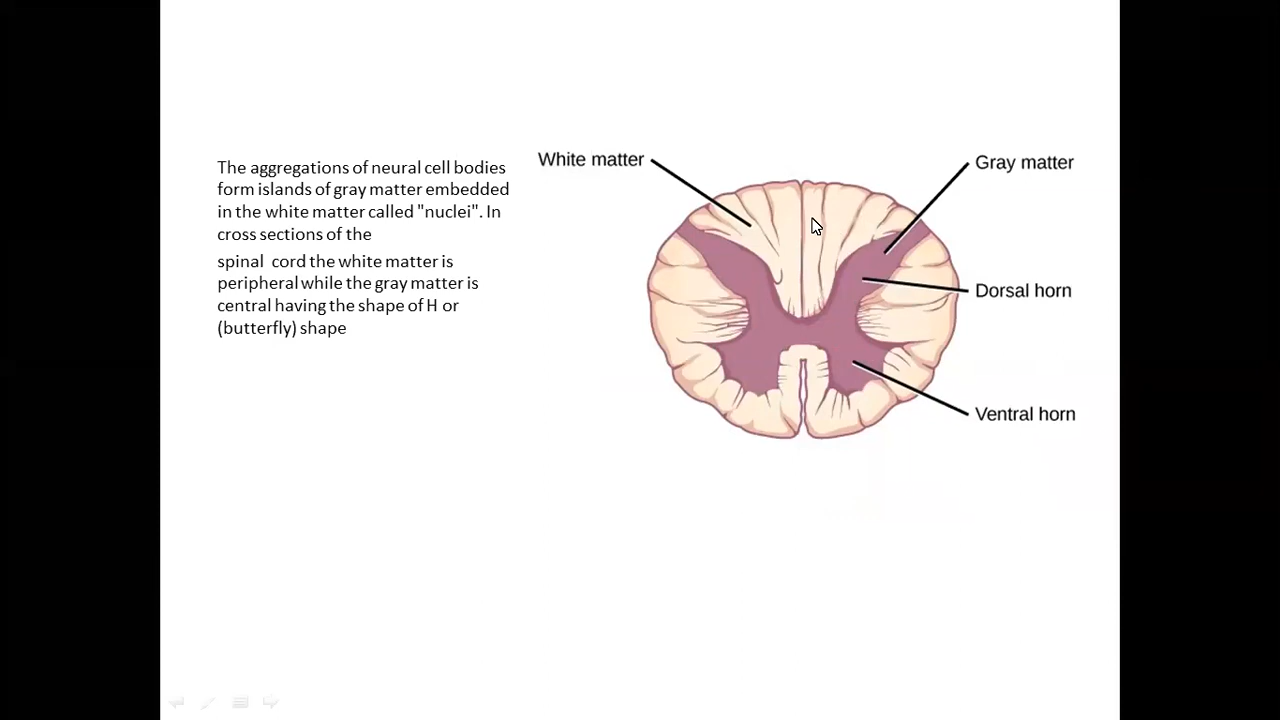 The aggregations of neural cell bodies
form islands of gray matter embedded
in the white matter called "nuclei". In
cross sections of the
spinal  cord the white matter is
peripheral while the gray matter is
central having the shape of H or
(butterfly) shape
White matter
Gray matter
Dorsal horn
Ventral horn